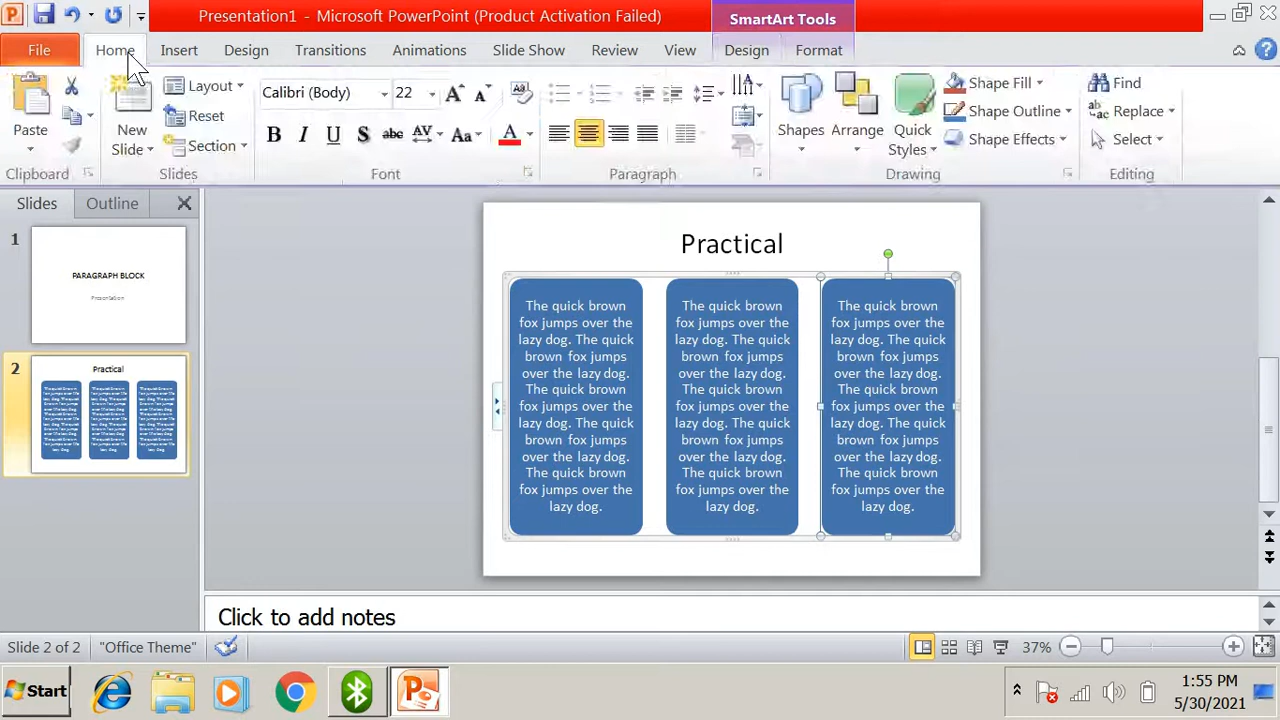 Presentation1 - Microsoft PowerPoint (Product Activation Failed)
SmartArt Tools
File
Home
Insert
Design
Transitions
Animations
Slide Show
Review
View
Design
Format
Paste
Clipboard
New
Slide
Layout
Reset
Section
Slides
Calibri (Body)
22
B I U S abc AV Aa A
Font
Paragraph
Shapes
Arrange
Quick
Styles
Shape Fill
Shape Outline
Shape Effects
Drawing
Find
Replace
Select
Editing
Slides
Outline
1
PARAGRAPH BLOCK
Presentation
2
Practical
Practical
The quick brown
fox jumps over the
lazy dog. The quick
brown fox jumps
over the lazy dog.
The quick brown
fox jumps over the
lazy dog. The quick
brown fox jumps
over the lazy dog.
The quick brown
fox jumps over the
lazy dog.
The quick brown
fox jumps over the
lazy dog. The quick
brown fox jumps
over the lazy dog.
The quick brown
fox jumps over the
lazy dog. The quick
brown fox jumps
over the lazy dog.
The quick brown
fox jumps over the
lazy dog.
The quick brown
fox jumps over the
lazy dog. The quick
brown fox jumps
over the lazy dog.
The quick brown
fox jumps over the
lazy dog. The quick
brown fox jumps
over the lazy dog.
The quick brown
fox jumps over the
lazy dog.
Click to add notes
Slide 2 of 2
"Office Theme"
37%
Start
1:55 PM
5/30/2021